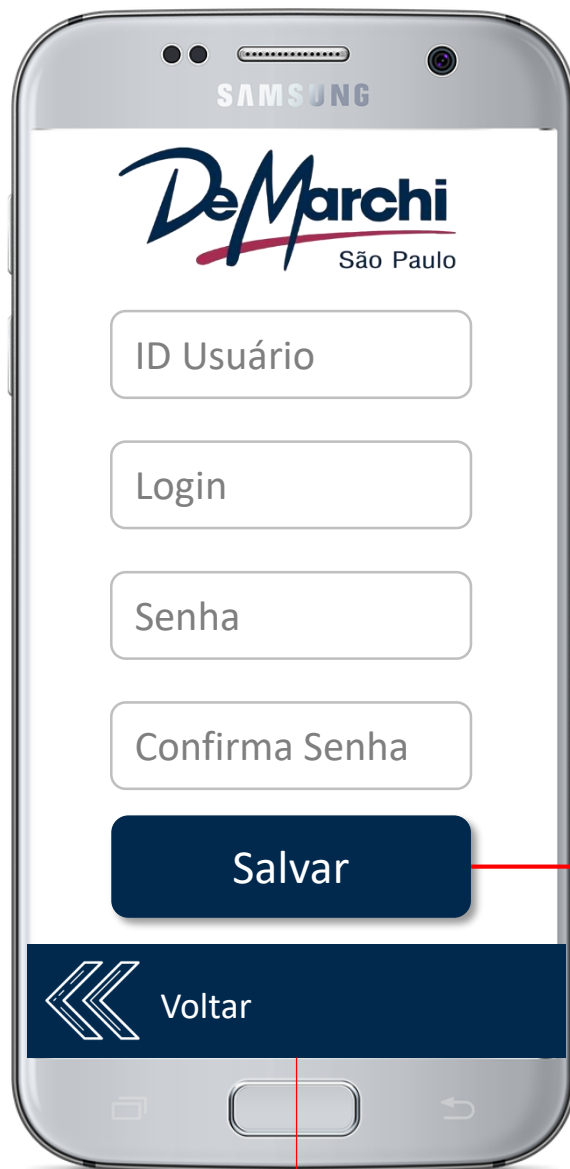 SAMSUNG
DeMarchi
São Paulo
ID Usuário
Login
Senha
Confirma Senha
Salvar
Voltar